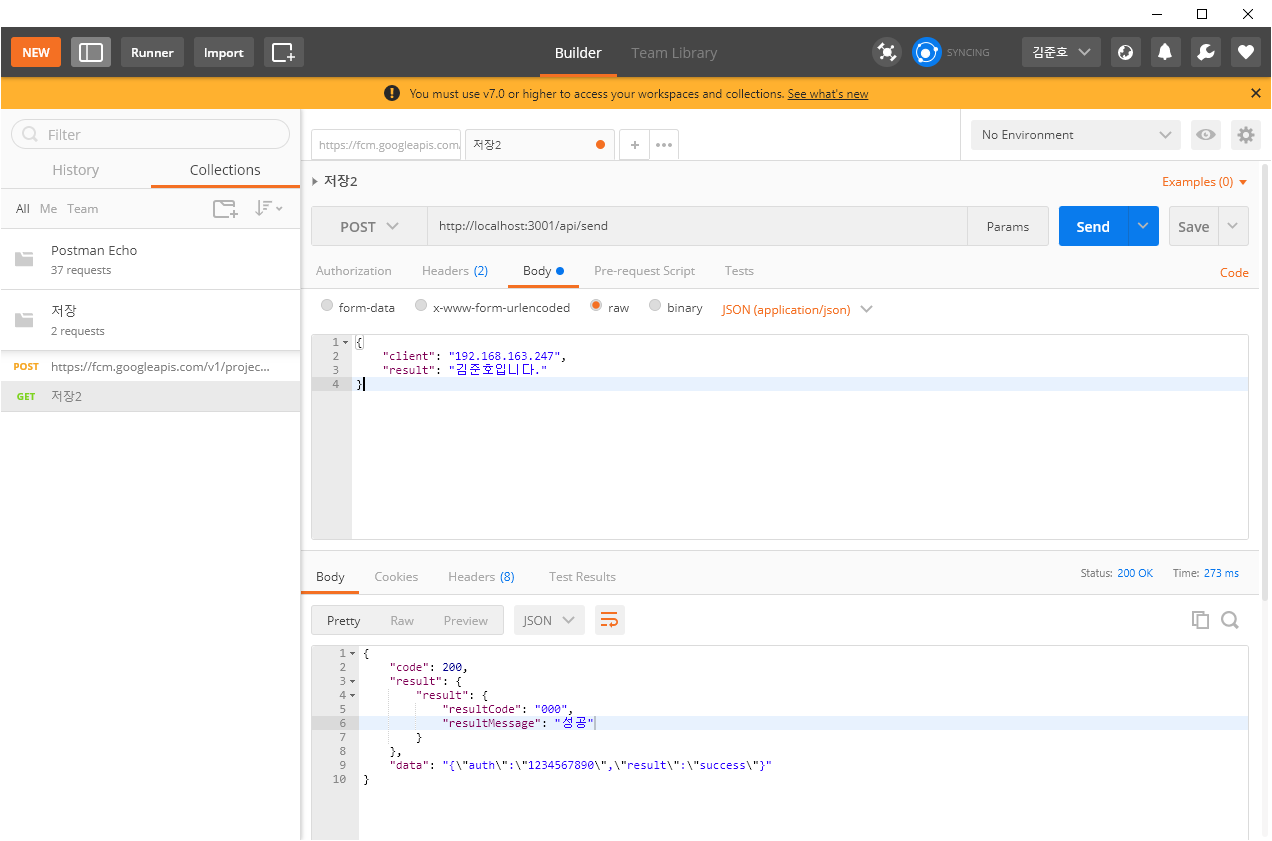 NEW Runner Import Builder Team Library SYNCING 김준호
You must use v7.0 or higher to access your workspaces and collections. See what's new
Filter
History Collections
All Me Team
Postman Echo
37 requests
저장
2 requests
POST https://fcm.googleapis.com/v1/projec...
GET 저장2
https://fcm.googleapis.com/ 저장2 + •••
No Environment
저장2
Examples (0)
POST http://localhost:3001/api/send Params Send Save
Authorization Headers (2) Body Pre-request Script Tests Code
form-data x-www-form-urlencoded raw binary JSON (application/json)
1 {
2 "client": "192.168.163.247",
3 "result": "김준호입니다."
4 }
Body Cookies Headers (8) Test Results Status: 200 OK Time: 273 ms
Pretty Raw Preview JSON
1 {
2 "code": 200,
3 "result": {
4 "result": {
5 "resultCode": "000",
6 "resultMessage": "성공"
7 }
8 },
9 "data": "{\"auth\":\"1234567890\",\"result\":\"success\"}"
10 }